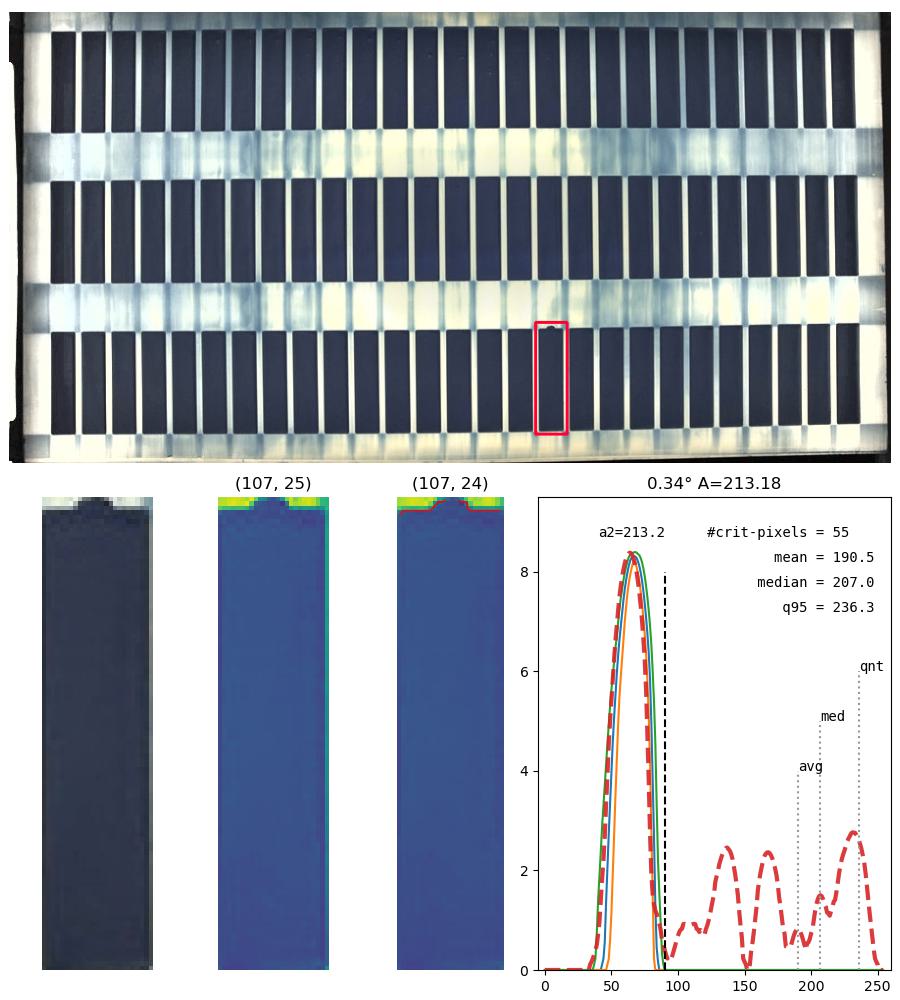 (107, 25)
(107, 24)
0.34° A=213.18
a2=213.2
#crit-pixels = 55
mean = 190.5
median = 207.0
q95 = 236.3
qnt
med
avg
8
6
4
2
0
0 50 100 150 200 250